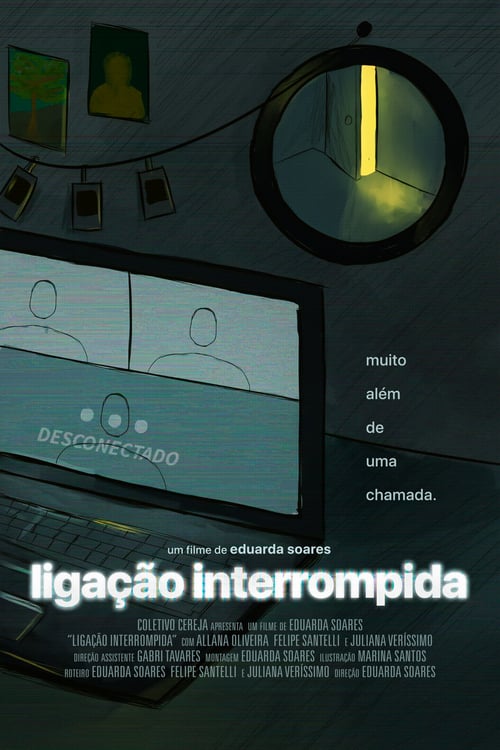 muito
além
de
uma
chamada.
DESCONECTADO
um filme de eduarda soares
ligação interrompida
COLETIVO CEREJA APRESENTA UM FILME DE EDUARDA SOARES
"LIGAÇÃO INTERROMPIDA" COM ALLANA OLIVEIRA FELIPE SANTELLI E JULIANA VERÍSSIMO
DIREÇÃO ASSISTENTE GABRI TAVARES MONTAGEM EDUARDA SOARES ILUSTRAÇÃO MARINA SANTOS
ROTEIRO EDUARDA SOARES FELIPE SANTELLI E JULIANA VERÍSSIMO DIREÇÃO EDUARDA SOARES